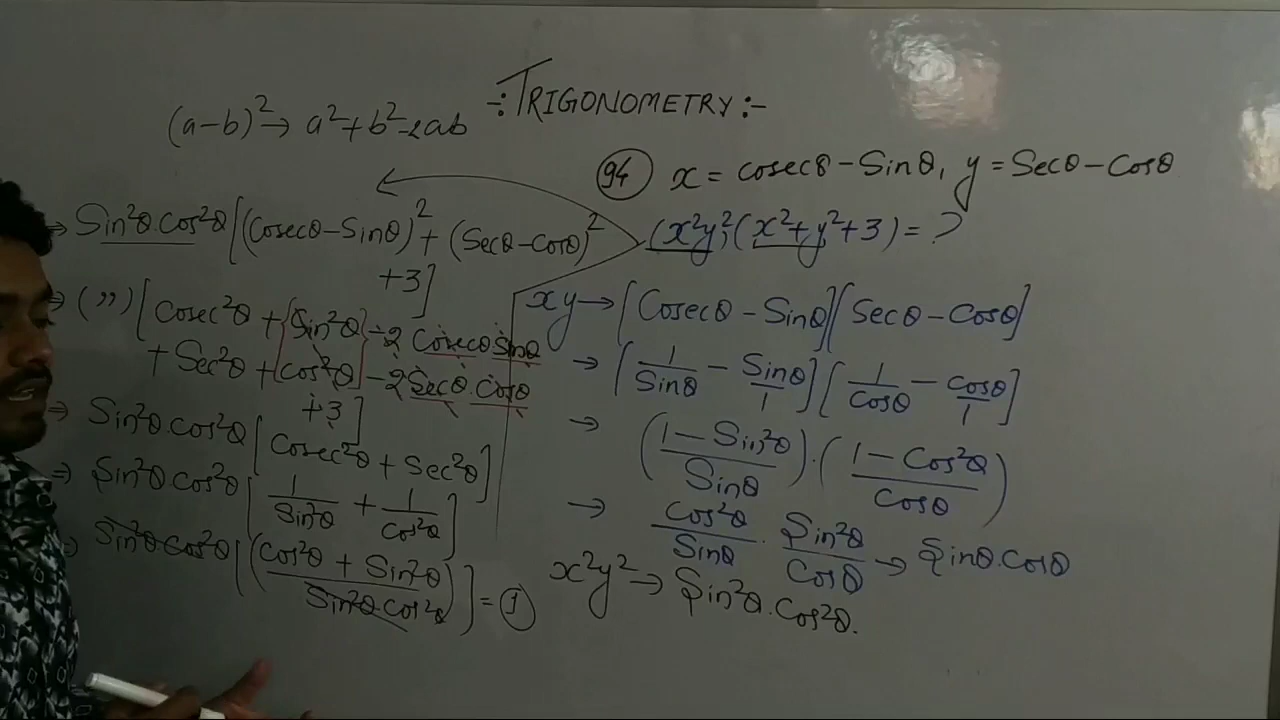 ÷TRIGONOMETRY:-
(a-b)²→ a²+b²-2ab
(94) x = cosecθ-Sinθ, y = Secθ-Cosθ
(x²y²)(x²+y²+3) = ?
xy→[Cosecθ - Sinθ][Secθ - Cosθ]
→ [1/Sinθ - Sinθ/1][1/cosθ - cosθ/1]
→ (1-Sin²θ/Sinθ).(1-Cos²θ/Cosθ)
→ Cos²θ/Sinθ . Sin²θ/Cosθ → Sinθ.Cosθ
x²y²→ Sin²θ.Cos²θ.
⇒ Sin²θ Cos²θ[(Cosecθ-Sinθ)²+(Secθ-Cosθ)²
+3]
⇒ (”)[Cosec²θ + Sin²θ -2 Cosecθ Sinθ
+ Sec²θ + Cos²θ -2 Secθ.Cosθ
+3]
⇒ Sin²θ.Cos²θ[Cosec²θ + Sec²θ]
⇒ Sin²θ Cos²θ[1/Sin²θ + 1/Cos²θ]
⇒ Sin²θ Cos²θ[(Cos²θ + Sin²θ/Sin²θ Cos²θ)] = (1)